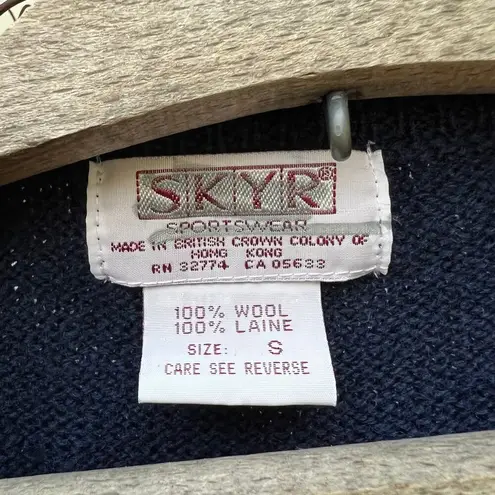 SKYR®
SPORTSWEAR
MADE IN BRITISH CROWN COLONY OF
HONG KONG
RN 32774 CA 05633
100% WOOL
100% LAINE
SIZE: S
CARE SEE REVERSE